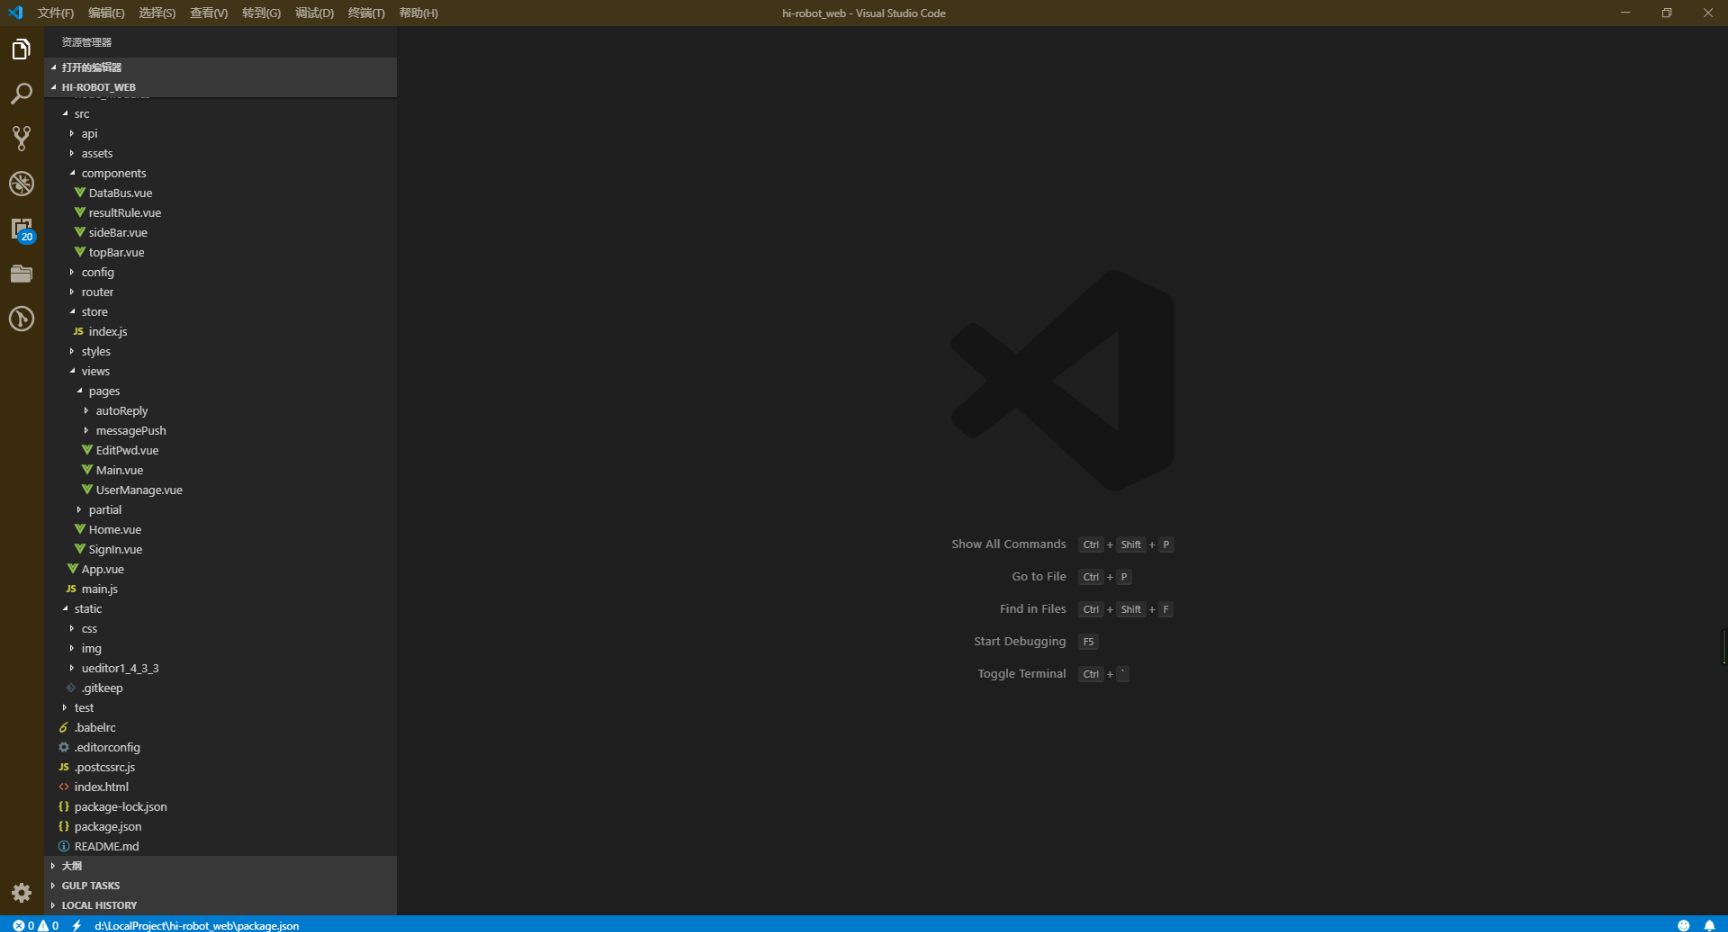 文件(F) 编辑(E) 选择(S) 查看(V) 转到(G) 调试(D) 终端(T) 帮助(H)
hi-robot_web - Visual Studio Code
资源管理器
打开的编辑器
HI-ROBOT_WEB
src
api
assets
components
DataBus.vue
resultRule.vue
sideBar.vue
topBar.vue
config
router
store
JS index.js
styles
views
pages
autoReply
messagePush
EditPwd.vue
Main.vue
UserManage.vue
partial
Home.vue
SignIn.vue
App.vue
JS main.js
static
css
img
ueditor1_4_3_3
.gitkeep
test
.babelrc
.editorconfig
JS .postcssrc.js
<> index.html
{} package-lock.json
{} package.json
README.md
大纲
GULP TASKS
LOCAL HISTORY
20
Show All Commands Ctrl + Shift + P
Go to File Ctrl + P
Find in Files Ctrl + Shift + F
Start Debugging F5
Toggle Terminal Ctrl + `
0 0 d:\LocalProject\hi-robot_web\package.json